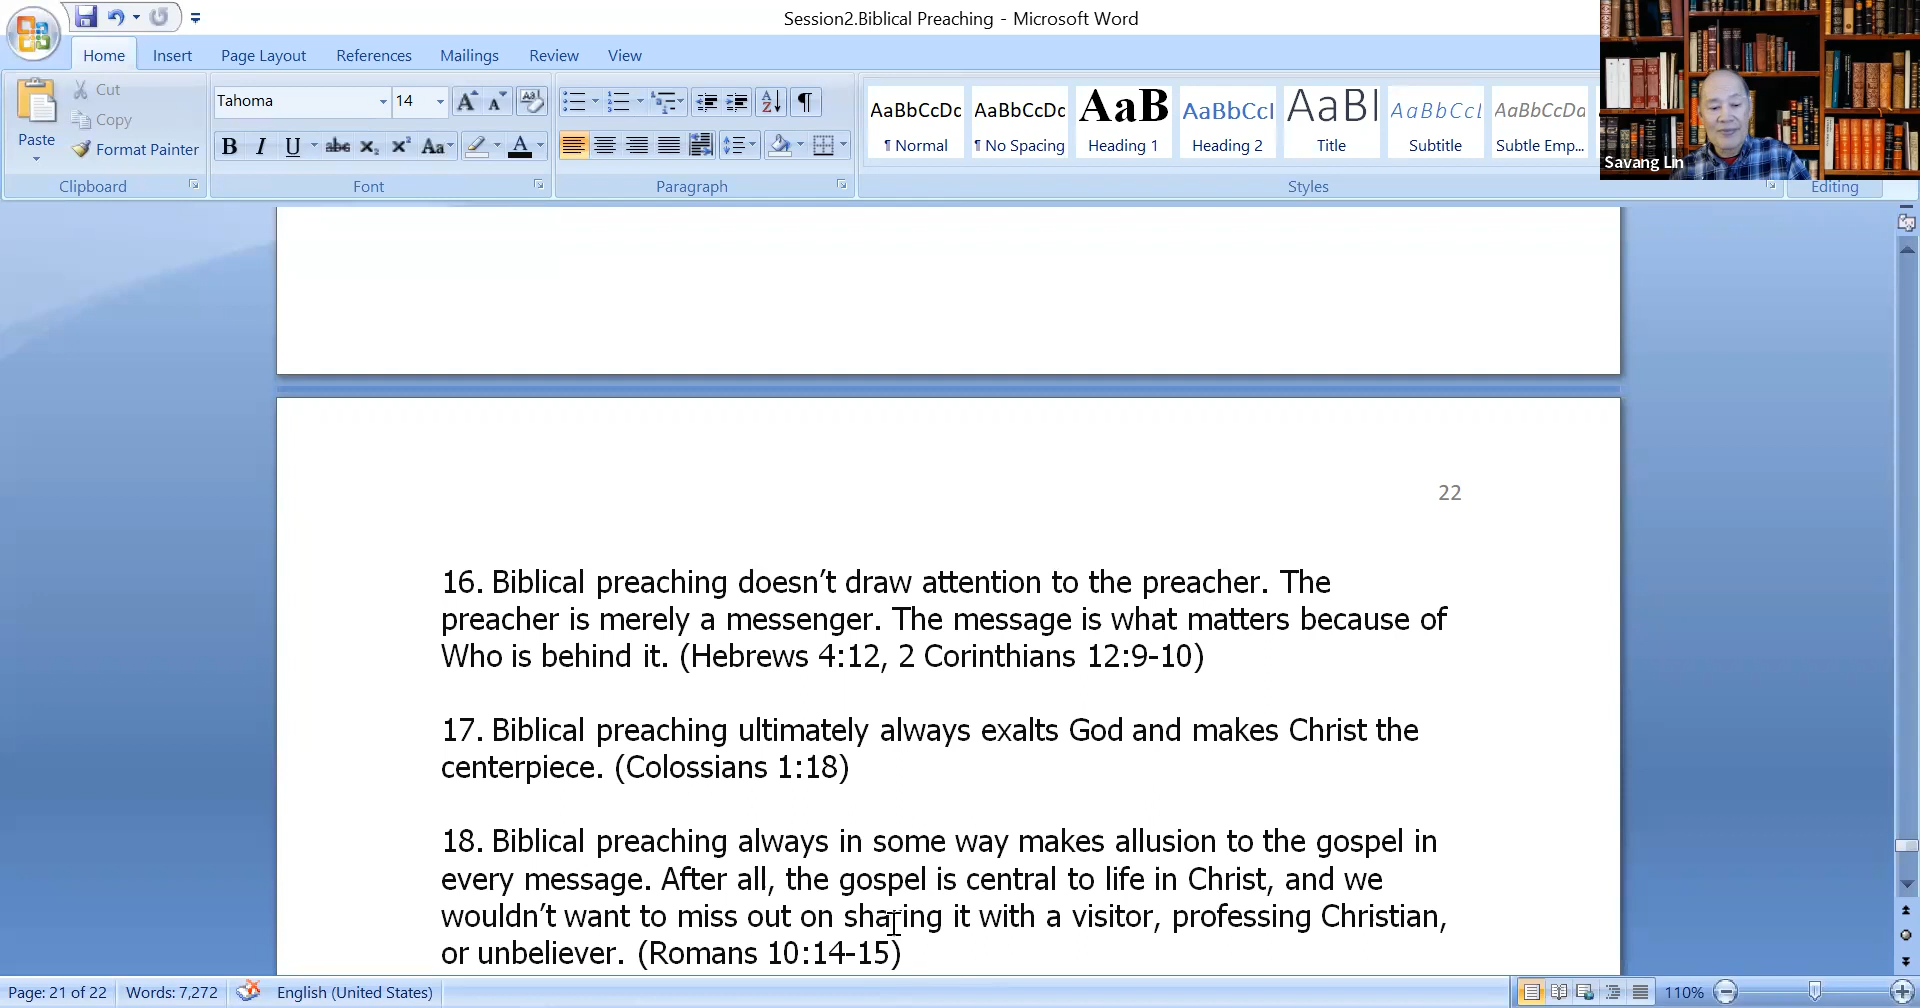 Session2.Biblical Preaching - Microsoft Word
Home Insert Page Layout References Mailings Review View
Paste
Cut
Copy
Format Painter
Clipboard
Tahoma 14
Font
Paragraph
AaBbCcDc AaBbCcDc AaB AaBbCcI AaBI AaBbCcL AaBbCcDa
¶ Normal ¶ No Spacing Heading 1 Heading 2 Title Subtitle Subtle Emp...
Styles
Editing
Savang Lin
22
16. Biblical preaching doesn’t draw attention to the preacher. The
preacher is merely a messenger. The message is what matters because of
Who is behind it. (Hebrews 4:12, 2 Corinthians 12:9-10)
17. Biblical preaching ultimately always exalts God and makes Christ the
centerpiece. (Colossians 1:18)
18. Biblical preaching always in some way makes allusion to the gospel in
every message. After all, the gospel is central to life in Christ, and we
wouldn’t want to miss out on sharing it with a visitor, professing Christian,
or unbeliever. (Romans 10:14-15)
Page: 21 of 22 Words: 7,272 English (United States) 110%